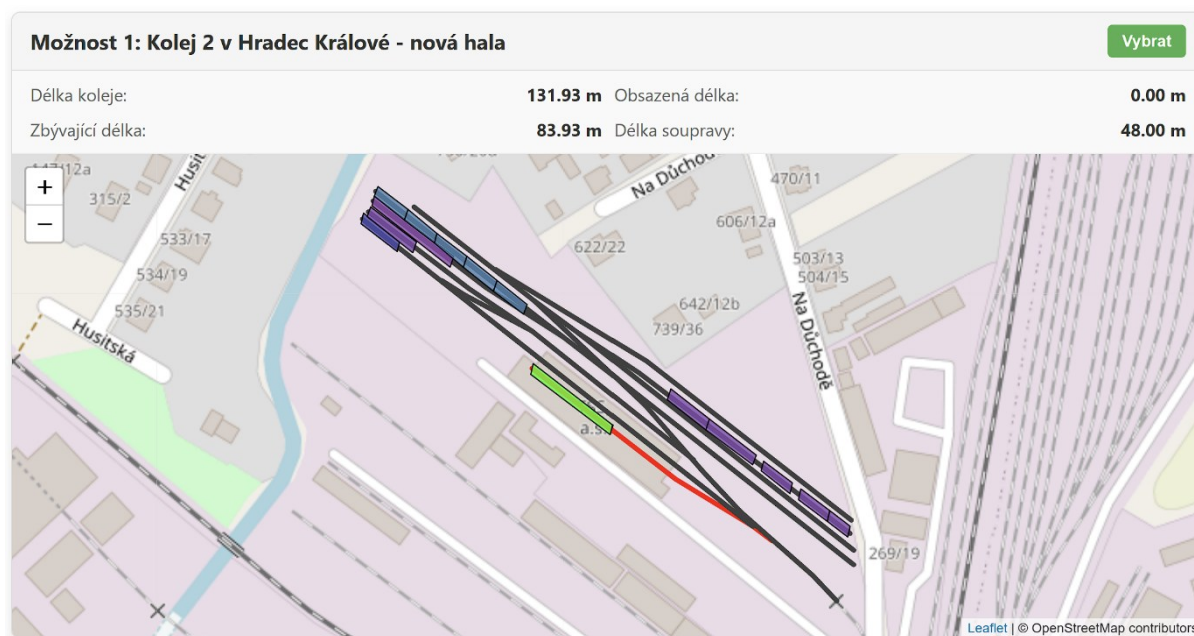 Možnost 1: Kolej 2 v Hradec Králové - nová hala
Vybrat
Délka koleje: 131.93 m Obsazená délka: 0.00 m
Zbývající délka: 83.93 m Délka soupravy: 48.00 m
+
−
315/2
533/17
534/19
535/21
Husitská
Na Důchodě
470/11
606/12a
622/22
503/13
504/15
642/12b
739/36
Na Důchodě
a.s.
269/19
Leaflet | © OpenStreetMap contributors